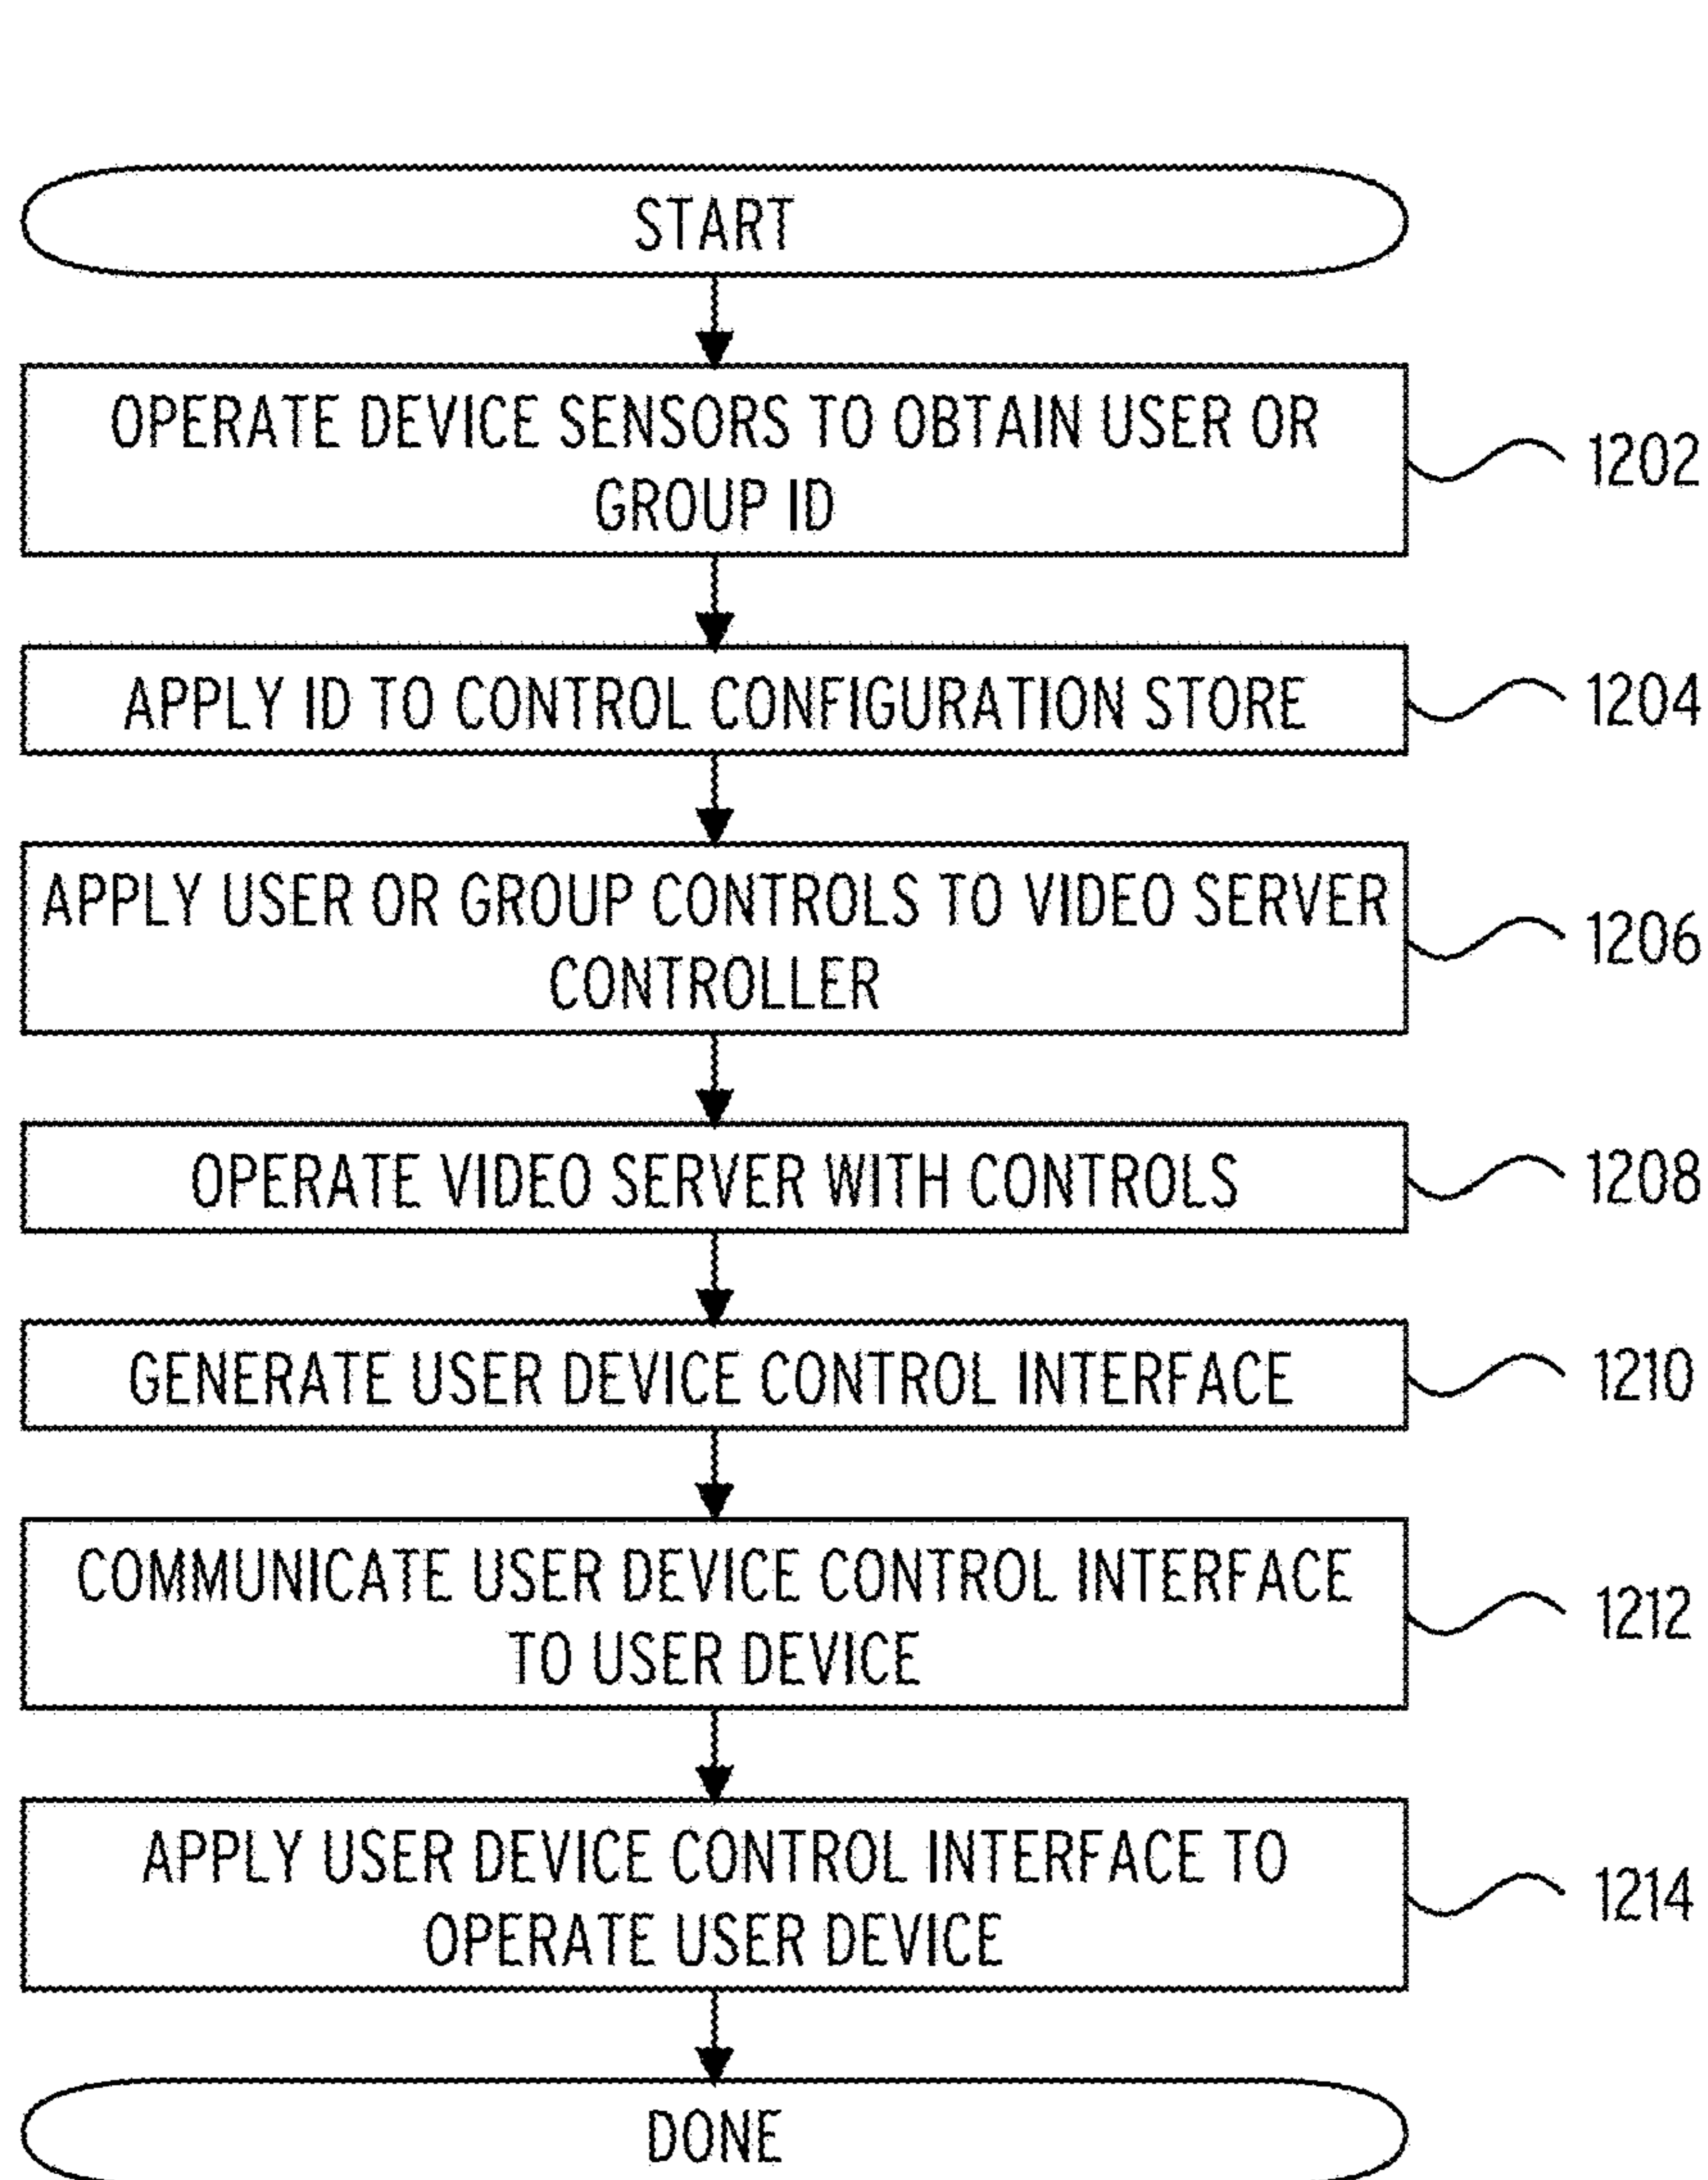 START
OPERATE DEVICE SENSORS TO OBTAIN USER OR
GROUP ID
1202
APPLY ID TO CONTROL CONFIGURATION STORE
1204
APPLY USER OR GROUP CONTROLS TO VIDEO SERVER
CONTROLLER
1206
OPERATE VIDEO SERVER WITH CONTROLS
1208
GENERATE USER DEVICE CONTROL INTERFACE
1210
COMMUNICATE USER DEVICE CONTROL INTERFACE
TO USER DEVICE
1212
APPLY USER DEVICE CONTROL INTERFACE TO
OPERATE USER DEVICE
1214
DONE